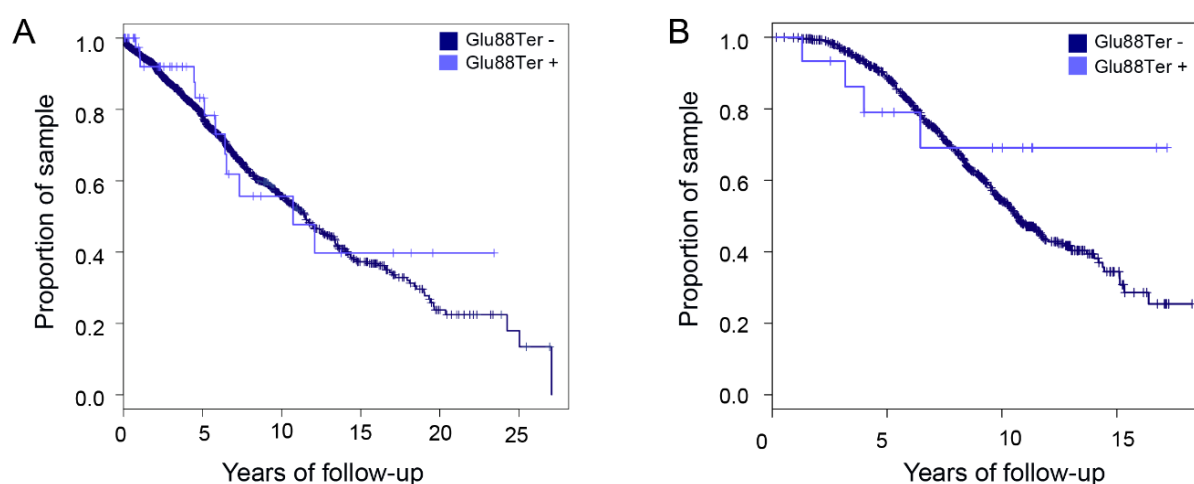 A
Glu88Ter -
Glu88Ter +
Proportion of sample
1.0
0.8
0.6
0.4
0.2
0.0
0 5 10 15 20 25
Years of follow-up
B
Glu88Ter -
Glu88Ter +
Proportion of sample
1.0
0.8
0.6
0.4
0.2
0.0
0 5 10 15
Years of follow-up